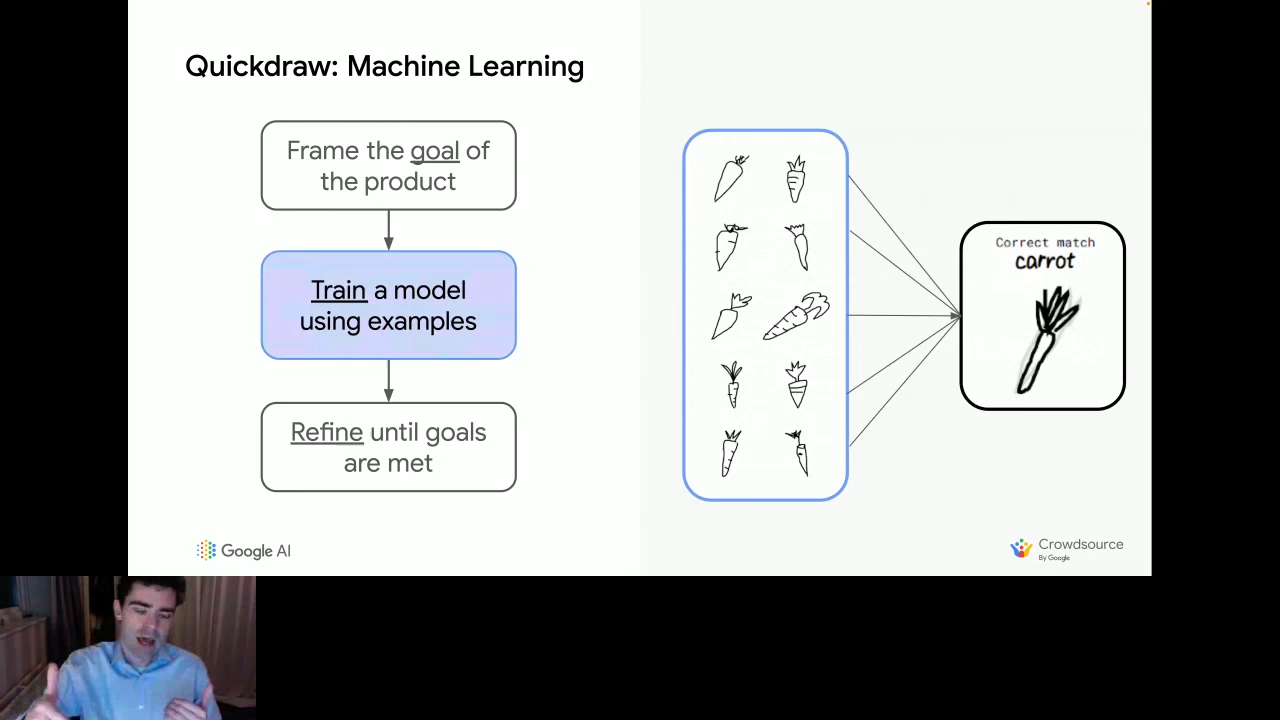 Quickdraw: Machine Learning
Frame the goal of
the product
Train a model
using examples
Refine until goals
are met
Correct match
carrot
Google AI
Crowdsource
By Google